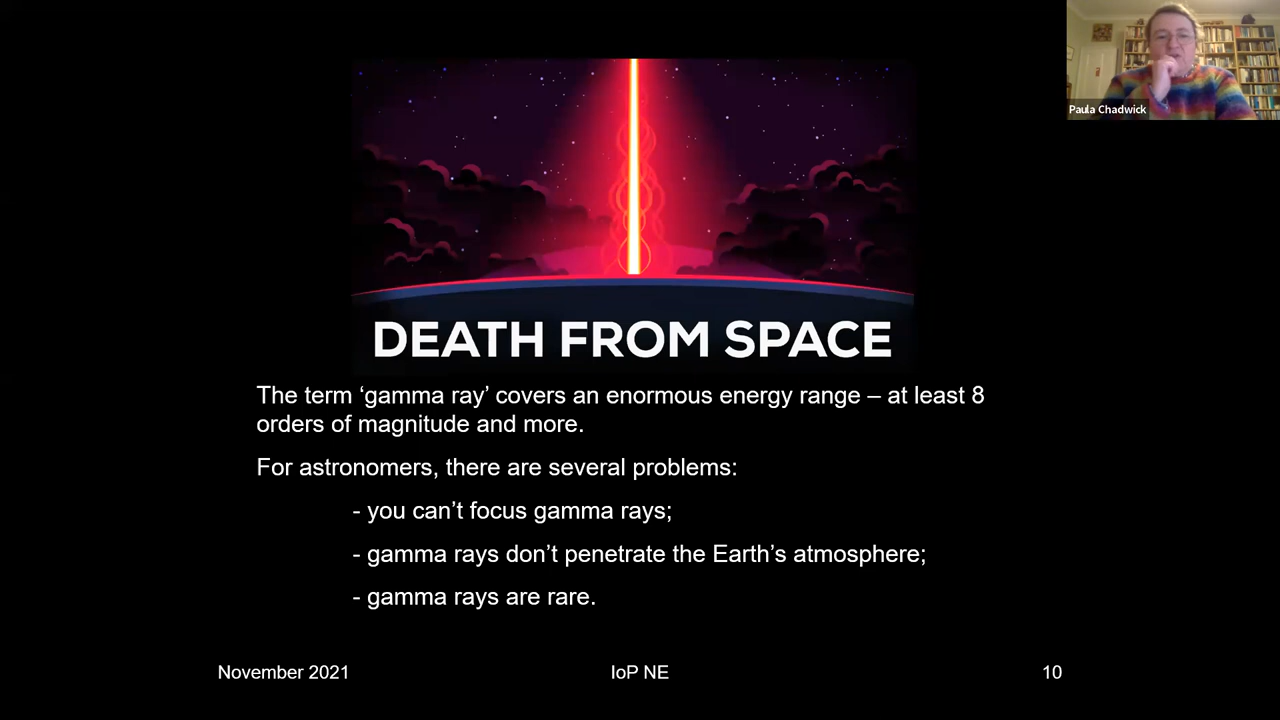 Paula Chadwick
DEATH FROM SPACE
The term ‘gamma ray’ covers an enormous energy range – at least 8
orders of magnitude and more.
For astronomers, there are several problems:
- you can’t focus gamma rays;
- gamma rays don’t penetrate the Earth’s atmosphere;
- gamma rays are rare.
November 2021
IoP NE
10